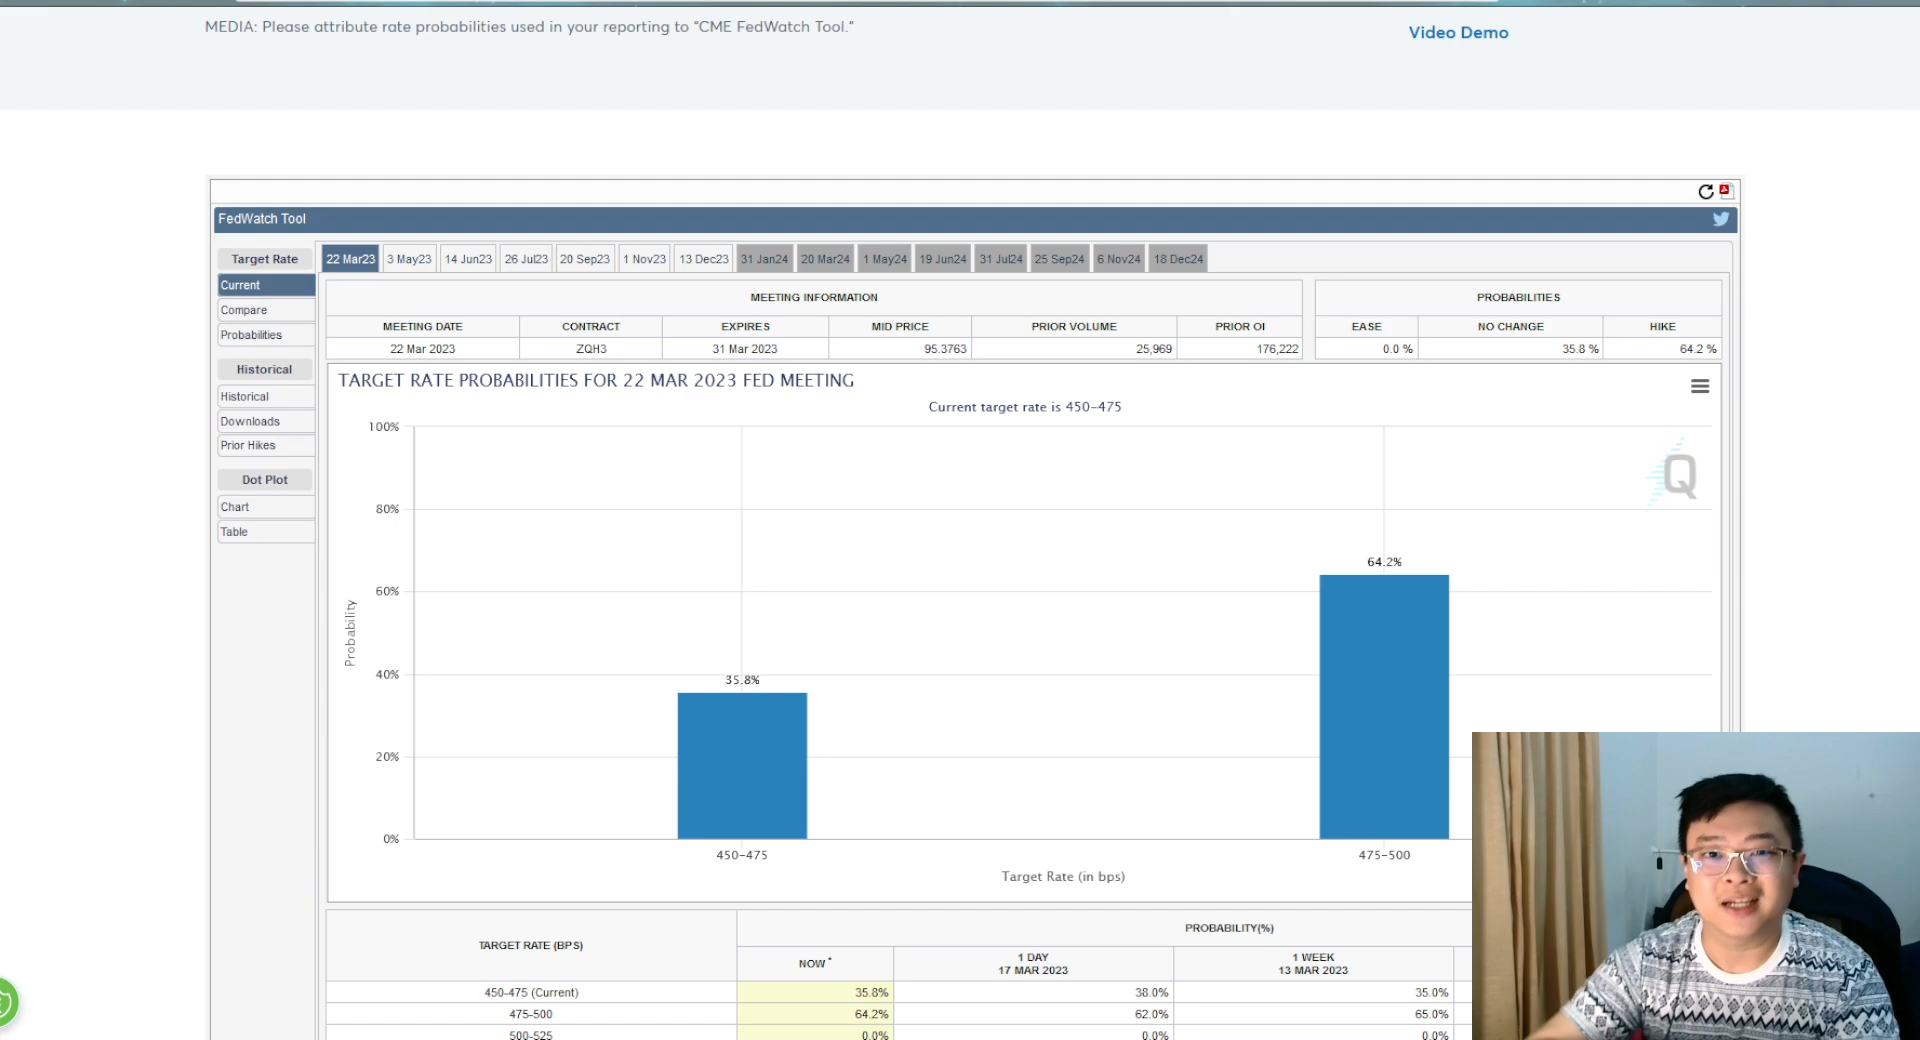 MEDIA: Please attribute rate probabilities used in your reporting to “CME FedWatch Tool.”
Video Demo
FedWatch Tool
Target Rate
Current
Compare
Probabilities
Historical
Historical
Downloads
Prior Hikes
Dot Plot
Chart
Table
22 Mar23 3 May23 14 Jun23 26 Jul23 20 Sep23 1 Nov23 13 Dec23 31 Jan24 20 Mar24 1 May24 19 Jun24 31 Jul24 25 Sep24 6 Nov24 18 Dec24
MEETING INFORMATION
MEETING DATE CONTRACT EXPIRES MID PRICE PRIOR VOLUME PRIOR OI
22 Mar 2023 ZQH3 31 Mar 2023 95.3763 25,969 176,222
PROBABILITIES
EASE NO CHANGE HIKE
0.0 % 35.8 % 64.2 %
TARGET RATE PROBABILITIES FOR 22 MAR 2023 FED MEETING
Current target rate is 450-475
Q
100%
80%
60%
40%
20%
0%
Probability
35.8%
64.2%
450-475 475-500
Target Rate (in bps)
TARGET RATE (BPS) PROBABILITY(%)
NOW * 1 DAY 1 WEEK
17 MAR 2023 13 MAR 2023
450-475 (Current) 35.8% 38.0% 35.0%
475-500 64.2% 62.0% 65.0%
500-525 0.0% 0.0% 0.0%